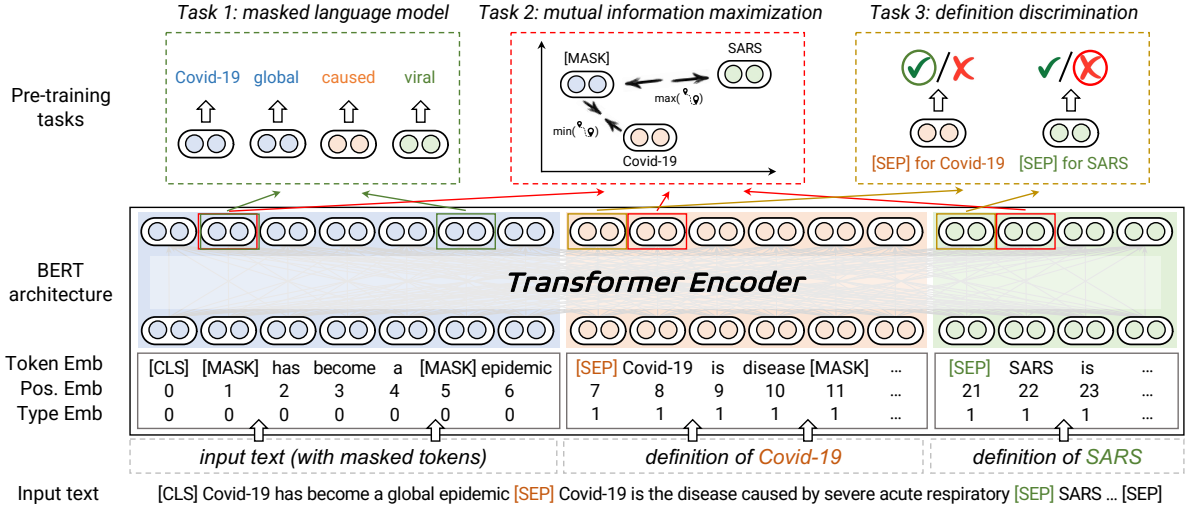 Task 1: masked language model
Task 2: mutual information maximization
Task 3: definition discrimination
Pre-training
tasks
Covid-19 global caused viral
[MASK]
SARS
max( )
min( )
Covid-19
/
/
[SEP] for Covid-19
[SEP] for SARS
BERT
architecture
Transformer Encoder
Token Emb [CLS] [MASK] has become a [MASK] epidemic [SEP] Covid-19 is disease [MASK] ... [SEP] SARS is ...
Pos. Emb 0 1 2 3 4 5 6 7 8 9 10 11 ... 21 22 23 ...
Type Emb 0 0 0 0 0 0 0 1 1 1 1 1 ... 1 1 1 ...
input text (with masked tokens)
definition of Covid-19
definition of SARS
Input text [CLS] Covid-19 has become a global epidemic [SEP] Covid-19 is the disease caused by severe acute respiratory [SEP] SARS ... [SEP]